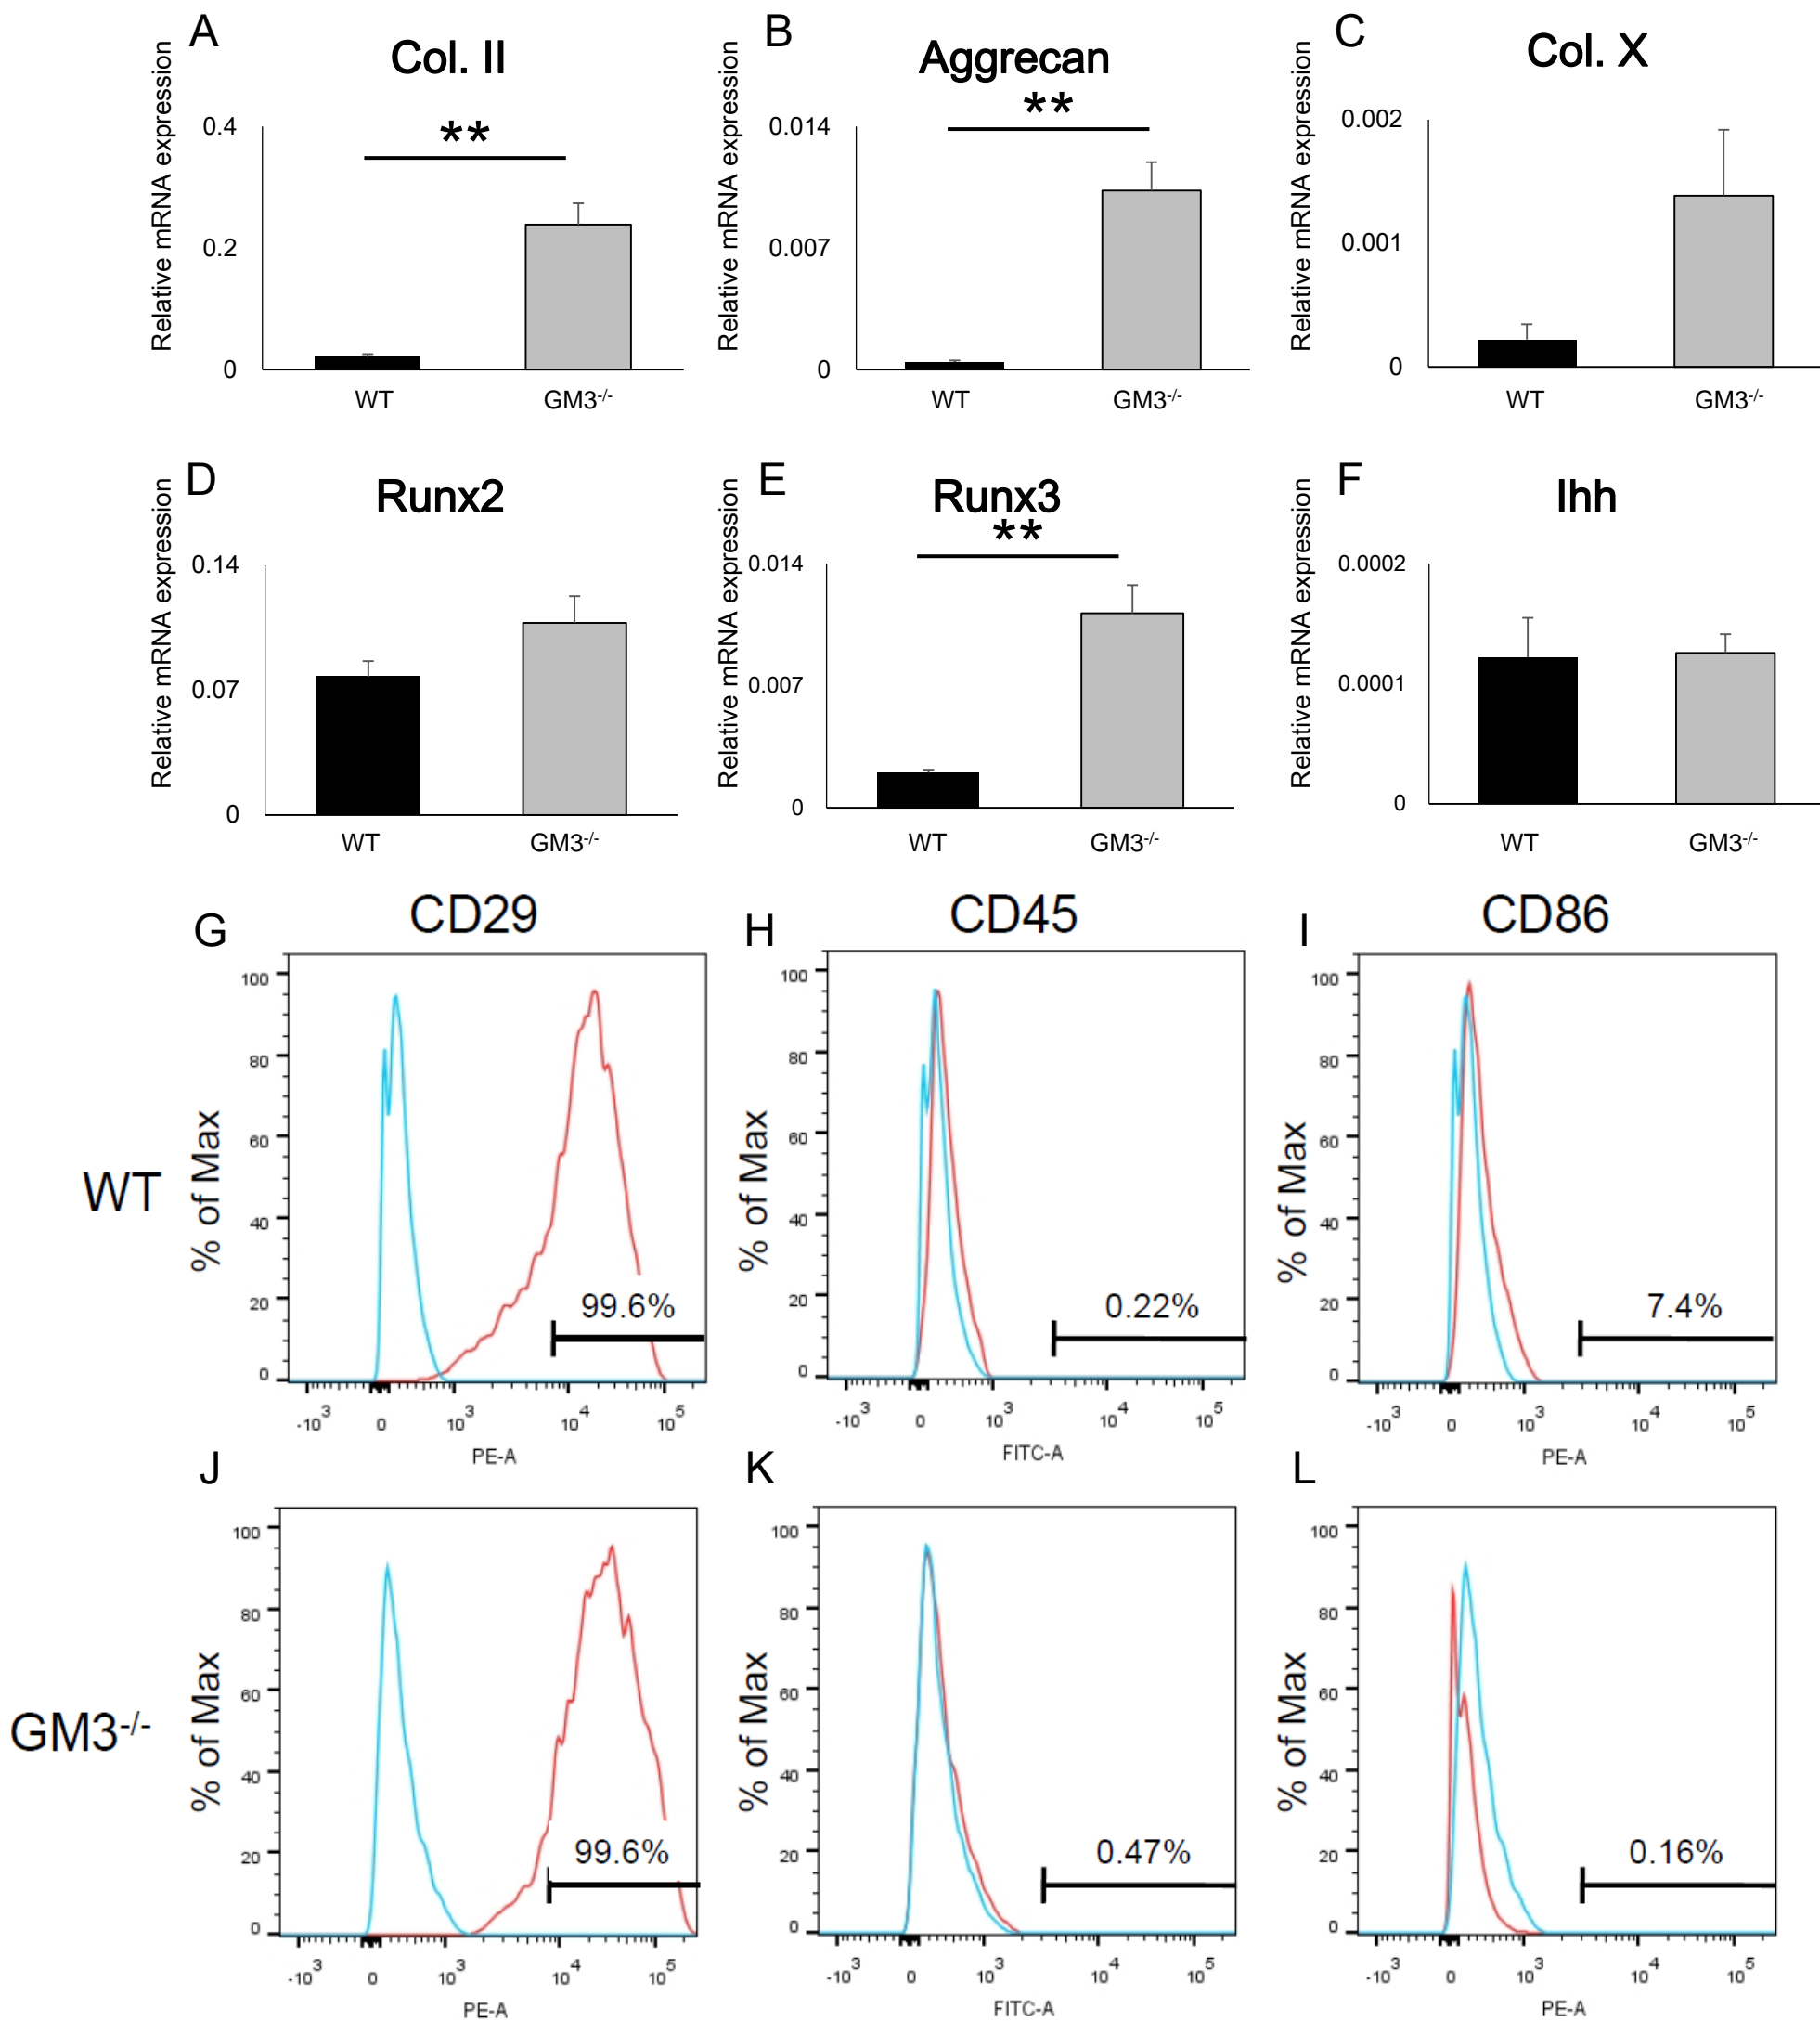 A
Col. II
**
Relative mRNA expression
0.4
0.2
0
WT
GM3-/-
B
Aggrecan
**
Relative mRNA expression
0.014
0.007
0
WT
GM3-/-
C
Col. X
Relative mRNA expression
0.002
0.001
0
WT
GM3-/-
D
Runx2
Relative mRNA expression
0.14
0.07
0
WT
GM3-/-
E
Runx3
**
Relative mRNA expression
0.014
0.007
0
WT
GM3-/-
F
Ihh
Relative mRNA expression
0.0002
0.0001
0
WT
GM3-/-
WT
G
CD29
% of Max
100
80
60
40
20
0
99.6%
-10³ 0 10³ 10⁴ 10⁵
PE-A
H
CD45
% of Max
100
80
60
40
20
0
0.22%
-10³ 0 10³ 10⁴ 10⁵
FITC-A
I
CD86
% of Max
100
80
60
40
20
0
7.4%
-10³ 0 10³ 10⁴ 10⁵
PE-A
GM3-/-
J
% of Max
100
80
60
40
20
0
99.6%
-10³ 0 10³ 10⁴ 10⁵
PE-A
K
% of Max
100
80
60
40
20
0
0.47%
-10³ 0 10³ 10⁴ 10⁵
FITC-A
L
% of Max
100
80
60
40
20
0
0.16%
-10³ 0 10³ 10⁴ 10⁵
PE-A